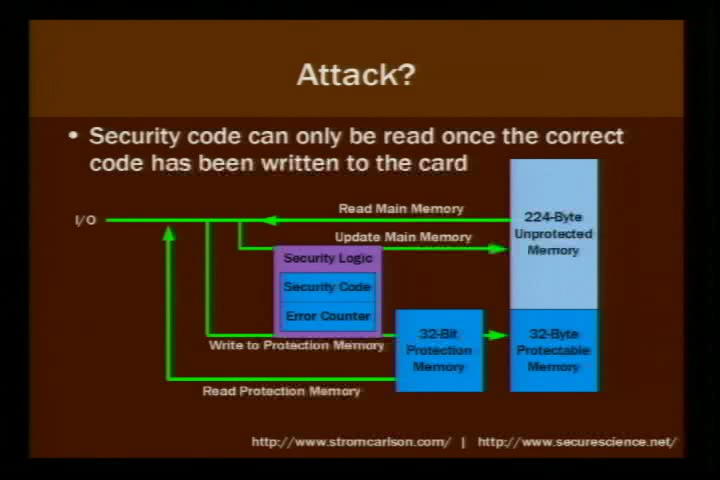 Attack?
• Security code can only be read once the correct
code has been written to the card
I/O
Read Main Memory
Update Main Memory
224-Byte
Unprotected
Memory
Security Logic
Security Code
Error Counter
Write to Protection Memory
32-Bit
Protection
Memory
32-Byte
Protectable
Memory
Read Protection Memory
http://www.stromcarlson.com/ | http://www.securescience.net/